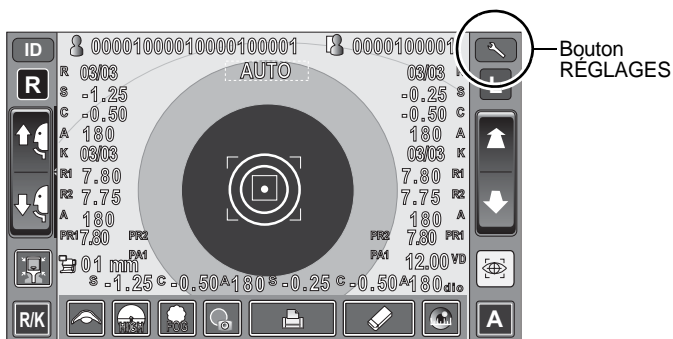 ID 00001000010000100001 0000100001
R 03/03 AUTO 03/03
R S -1.25 -0.25
C -0.50 -0.50
A 180 180 A
K 03/03 03/03 K
R1 7.80 7.80 R1
R2 7.75 7.75 R2
A 180 180 A
PR1 7.80 PR2 PR2 7.80 PR1
01 mm PA1 PA1 12.00 VD
S -1.25 C -0.50 A 180 S -0.25 C -0.50 A 180 dio
R/K HIGH FOG A
Bouton
RÉGLAGES